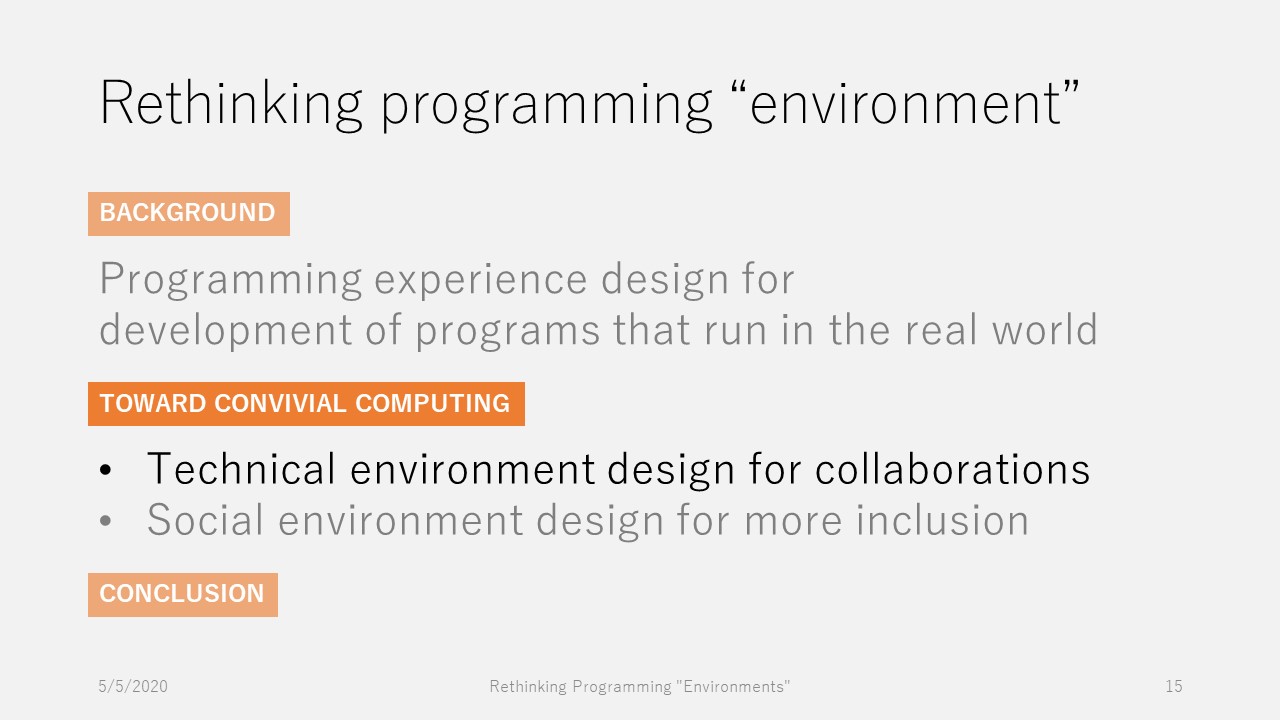 Rethinking programming “environment”
BACKGROUND
Programming experience design for
development of programs that run in the real world
TOWARD CONVIVIAL COMPUTING
• Technical environment design for collaborations
• Social environment design for more inclusion
CONCLUSION
5/5/2020
Rethinking Programming "Environments"
15